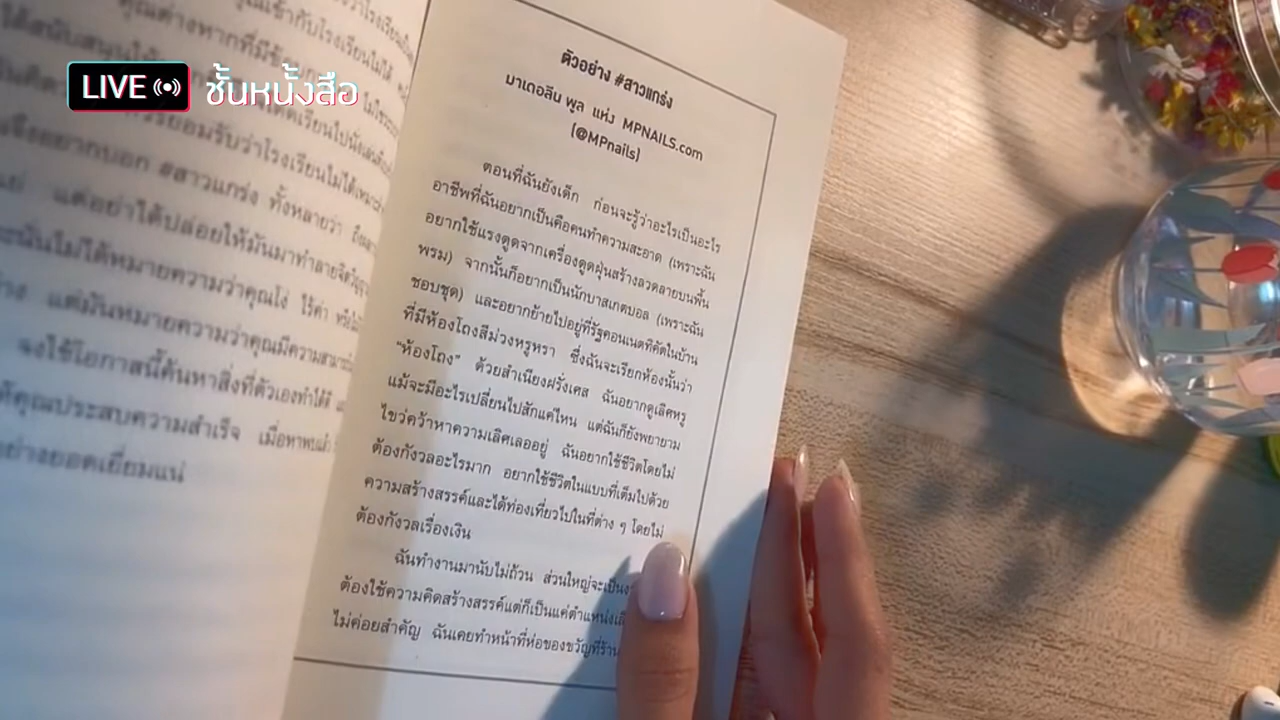 LIVE ชั้นหนั้งสือ
คุณต่างหากที่มี
ยอมรับว่าโรงเรียนไม่ได้
จึงอยากบอก #สาวแกร่ง ทั้งหลายว่า
แต่อย่าได้ปล่อยให้มันมาทำลาย
นั่นไม่ได้หมายความว่าคุณโง่ ไร้ค่า
แต่มันหมายความว่าคุณมีความสามารถ
จงใช้โอกาสนี้ค้นหาสิ่งที่ตัวเองทำได้ดี
คุณประสบความสำเร็จ เมื่อหาพบแล้ว
อย่างยอดเยี่ยมแน่
ตัวอย่าง #สาวแกร่ง
มาเดอลีน พูล แห่ง MPNAILS.com
(@MPnails)
ตอนที่ฉันยังเด็ก ก่อนจะรู้ว่าอะไรเป็นอะไร
อาชีพที่ฉันอยากเป็นคือคนทำความสะอาด (เพราะฉัน
อยากใช้แรงดูดจากเครื่องดูดฝุ่นสร้างลวดลายบนพื้น
พรม) จากนั้นก็อยากเป็นนักบาสเกตบอล (เพราะฉัน
ชอบชุด) และอยากย้ายไปอยู่ที่รัฐคอนเนตทิคัตในบ้าน
ที่มีห้องโถงสีม่วงหรูหรา ซึ่งฉันจะเรียกห้องนั้นว่า
“ห้องโถง” ด้วยสำเนียงฝรั่งเศส ฉันอยากดูเลิศหรู
แม้จะมีอะไรเปลี่ยนไปสักแค่ไหน แต่ฉันก็ยังพยายาม
ไขว่คว้าหาความเลิศเลออยู่ ฉันอยากใช้ชีวิตโดยไม่
ต้องกังวลอะไรมาก อยากใช้ชีวิตในแบบที่เต็มไปด้วย
ความสร้างสรรค์และได้ท่องเที่ยวไปในที่ต่าง ๆ โดยไม่
ต้องกังวลเรื่องเงิน
ฉันทำงานมานับไม่ถ้วน ส่วนใหญ่จะเป็น
ต้องใช้ความคิดสร้างสรรค์แต่ก็เป็นแค่ตำแหน่ง
ไม่ค่อยสำคัญ ฉันเคยทำหน้าที่ห่อของขวัญที่ร้าน